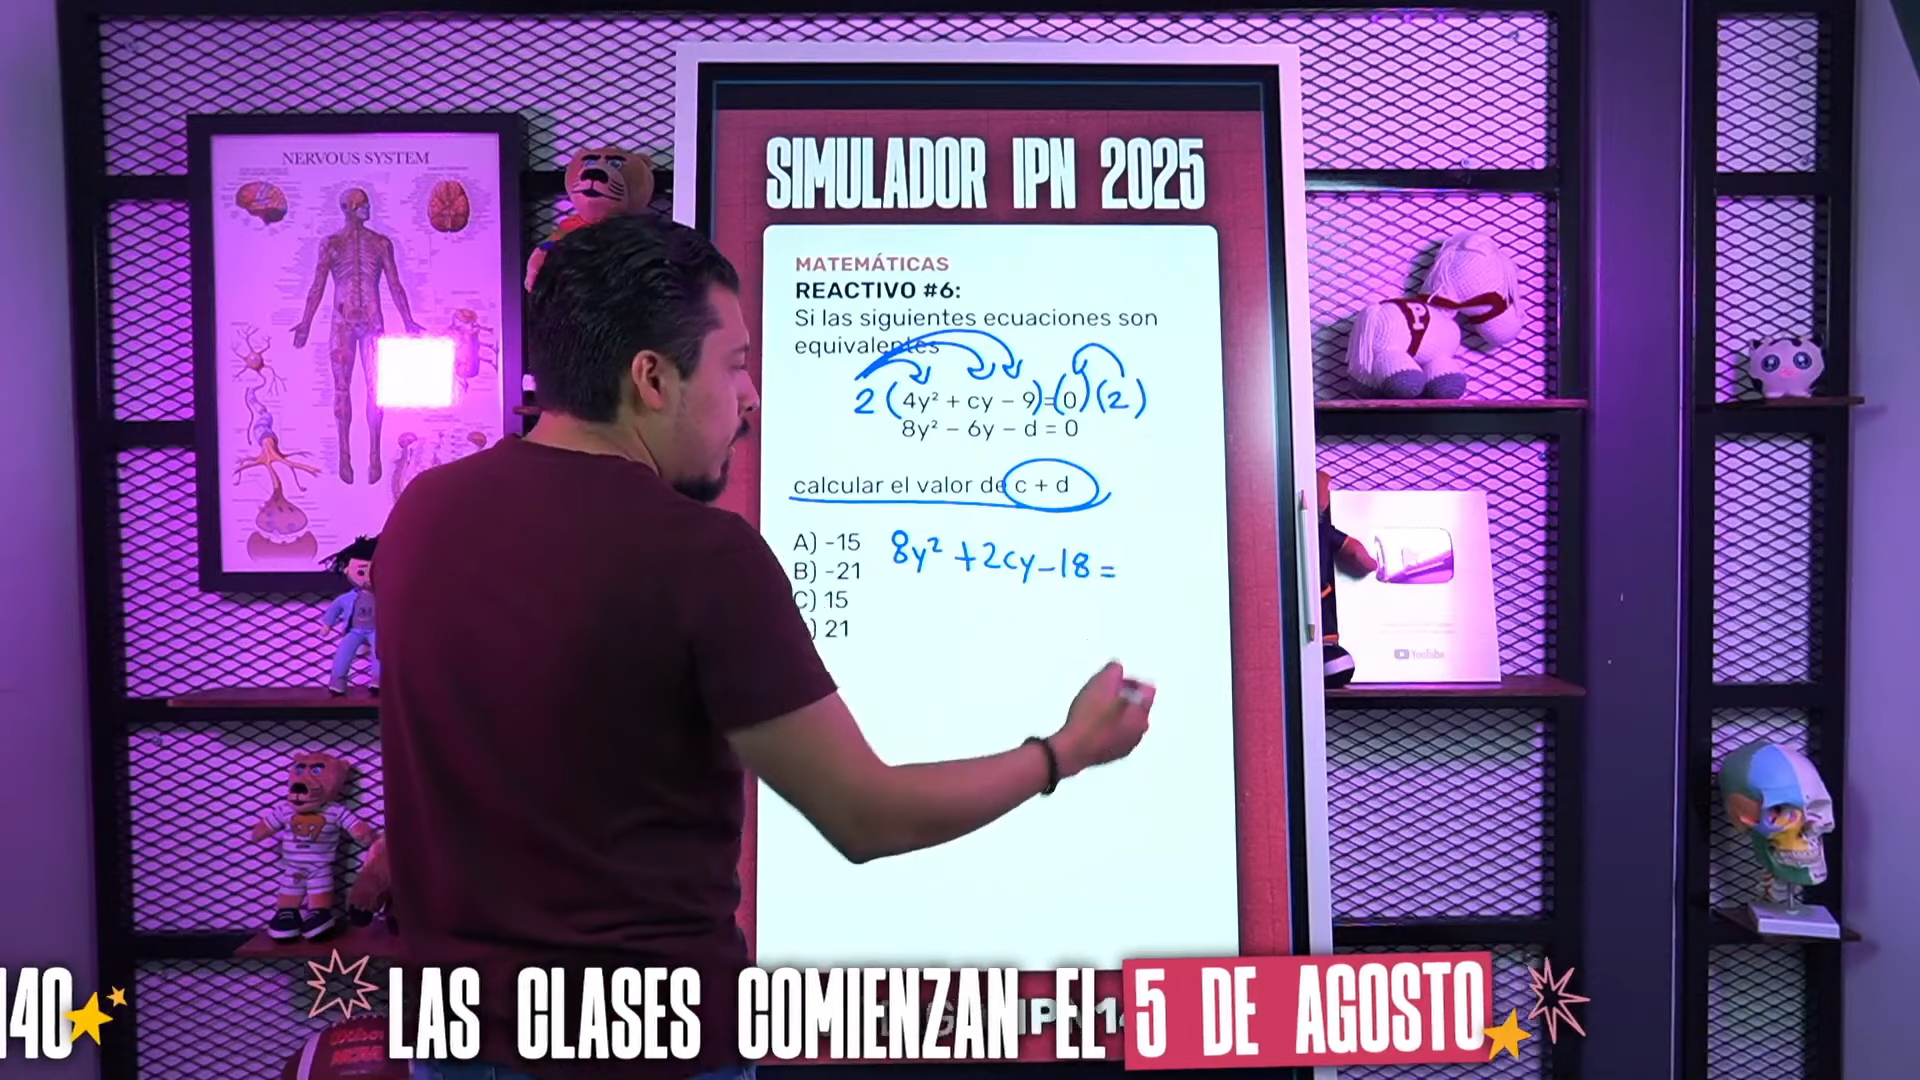 NERVOUS SYSTEM
SIMULADOR IPN 2025
MATEMÁTICAS
REACTIVO #6:
Si las siguientes ecuaciones son
equivalentes
2(4y² + cy − 9)=(0)(2)
8y² − 6y − d = 0
calcular el valor de c + d
A) -15
B) -21
C) 15
) 21
8y² + 2cy − 18 =
YouTube
140
LAS CLASES COMIENZAN EL 5 DE AGOSTO